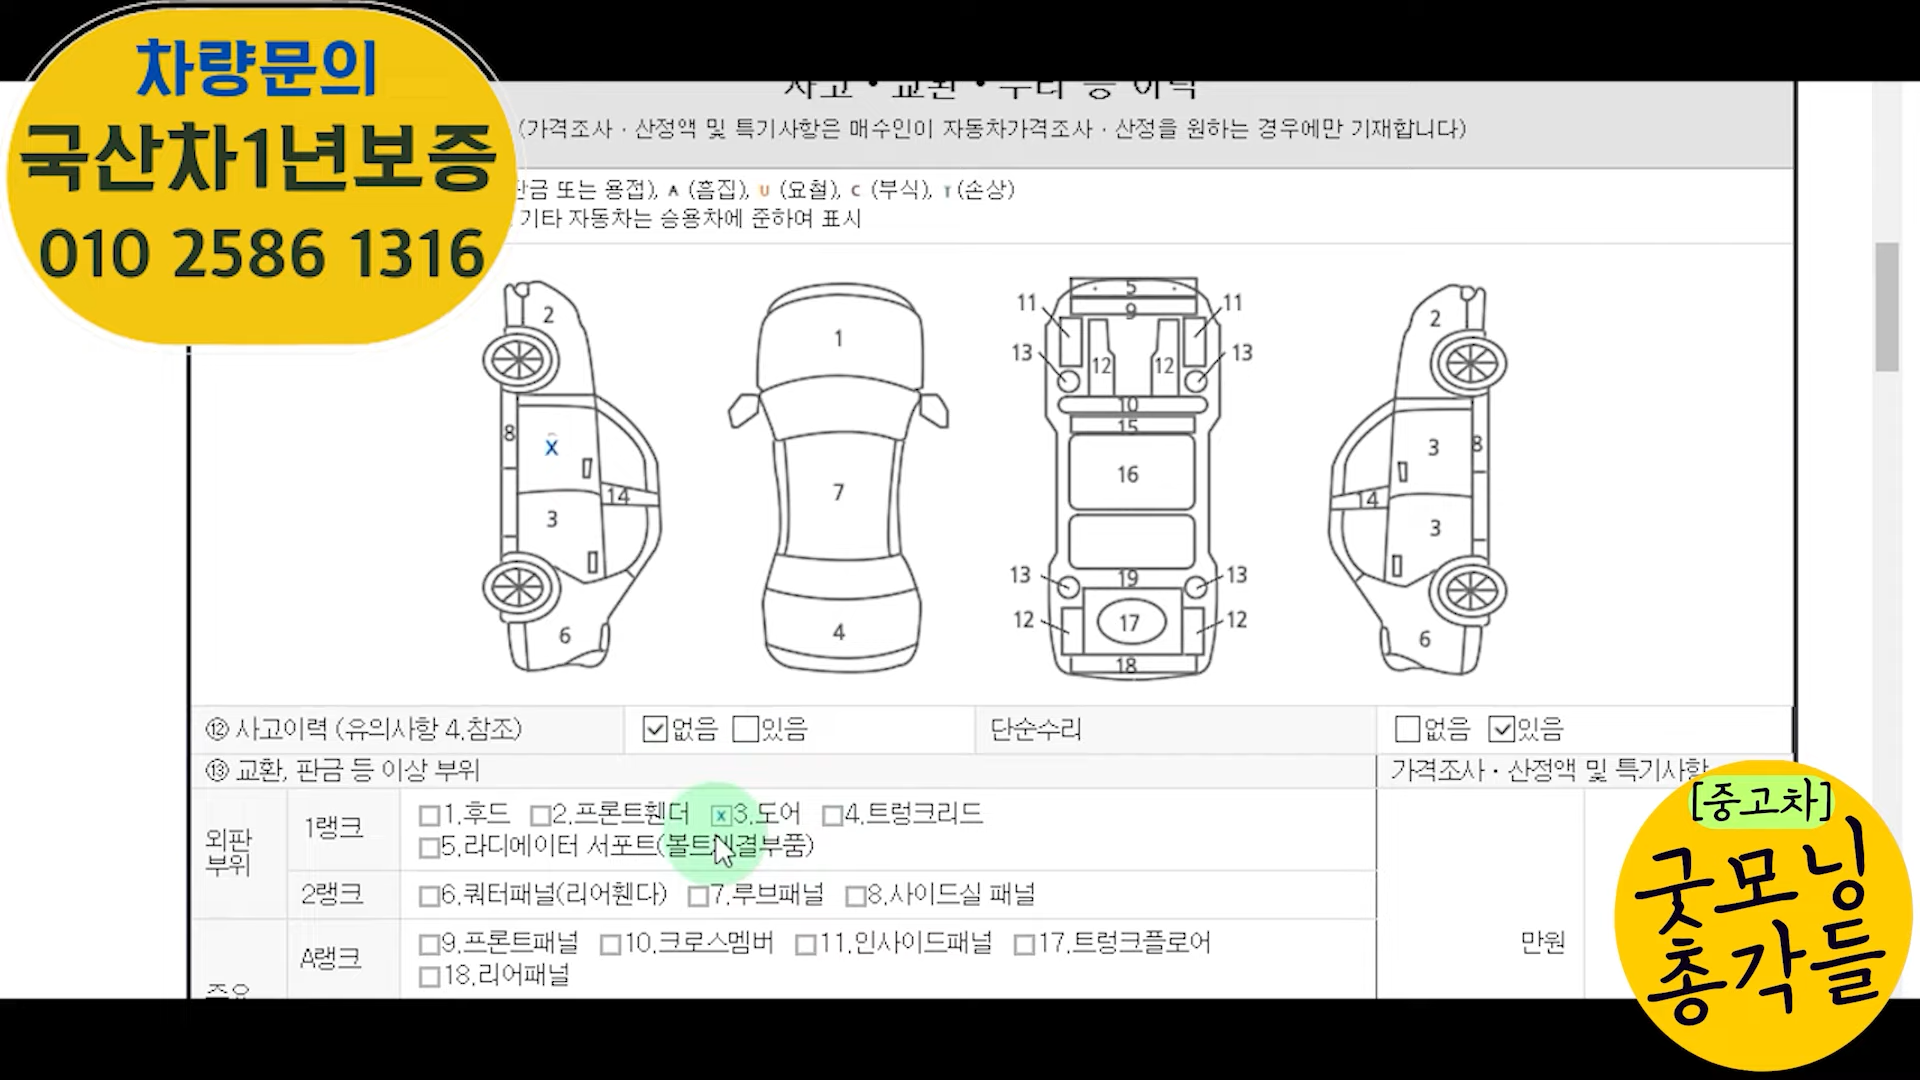 차량문의
국산차1년보증
010 2586 1316
사고 • 교환 • 수리 등 이력
(가격조사 · 산정액 및 특기사항은 매수인이 자동차가격조사 · 산정을 원하는 경우에만 기재합니다)
판금 또는 용접), A (흠집), U (요철), C (부식), T (손상)
기타 자동차는 승용차에 준하여 표시
2
8
X
14
3
6
1
7
4
5
9
11
11
13
13
12
12
10
15
16
13
19
13
12
17
12
18
2
3
8
4
3
6
⑫ 사고이력 (유의사항 4.참조) 없음 있음 단순수리 없음 있음
⑬ 교환, 판금 등 이상 부위 가격조사 · 산정액 및 특기사항
외판
부위
1랭크
1.후드 2.프론트휀더 x 3.도어 4.트렁크리드
5.라디에이터 서포트(볼트체결부품)
2랭크
6.쿼터패널(리어휀다) 7.루브패널 8.사이드실 패널
주요
A랭크
9.프론트패널 10.크로스멤버 11.인사이드패널 17.트렁크플로어
18.리어패널
만원
[중고차]
굿모닝
총각들